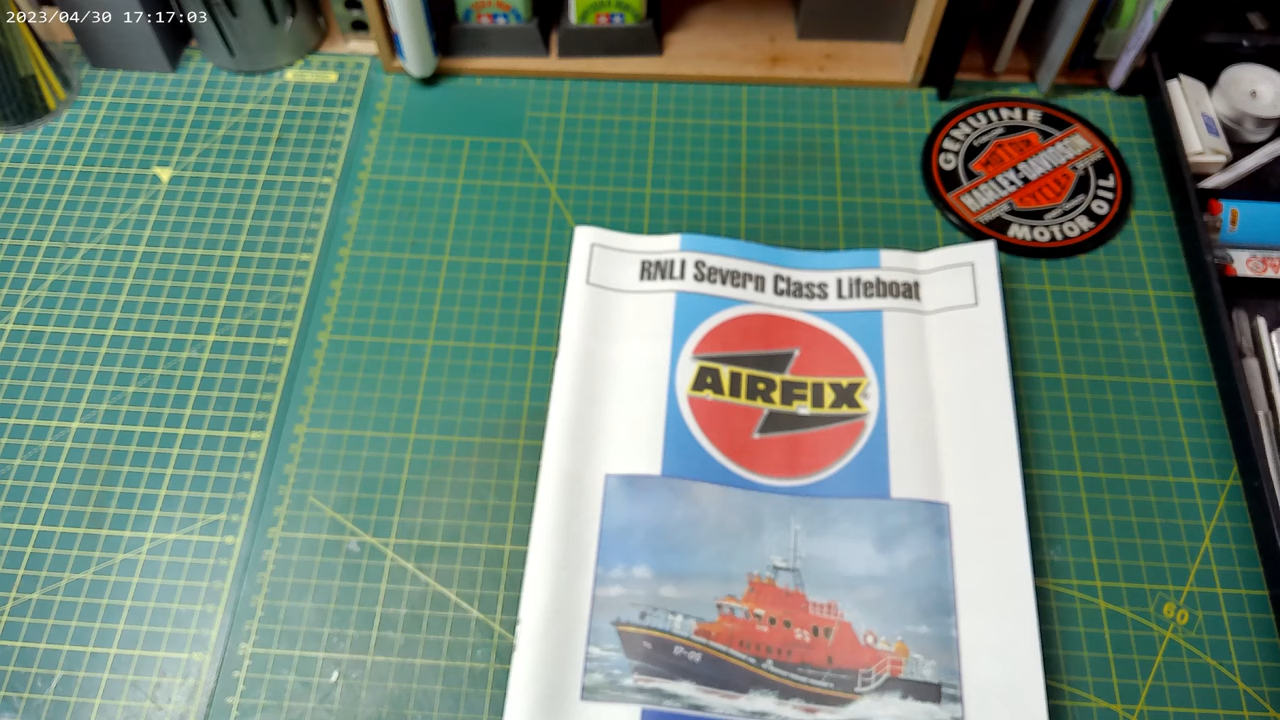 2023/04/30 17:17:03
GENUINE
HARLEY-DAVIDSON
MOTOR OIL
RNLI Severn Class Lifeboat
AIRFIX
17-05
60